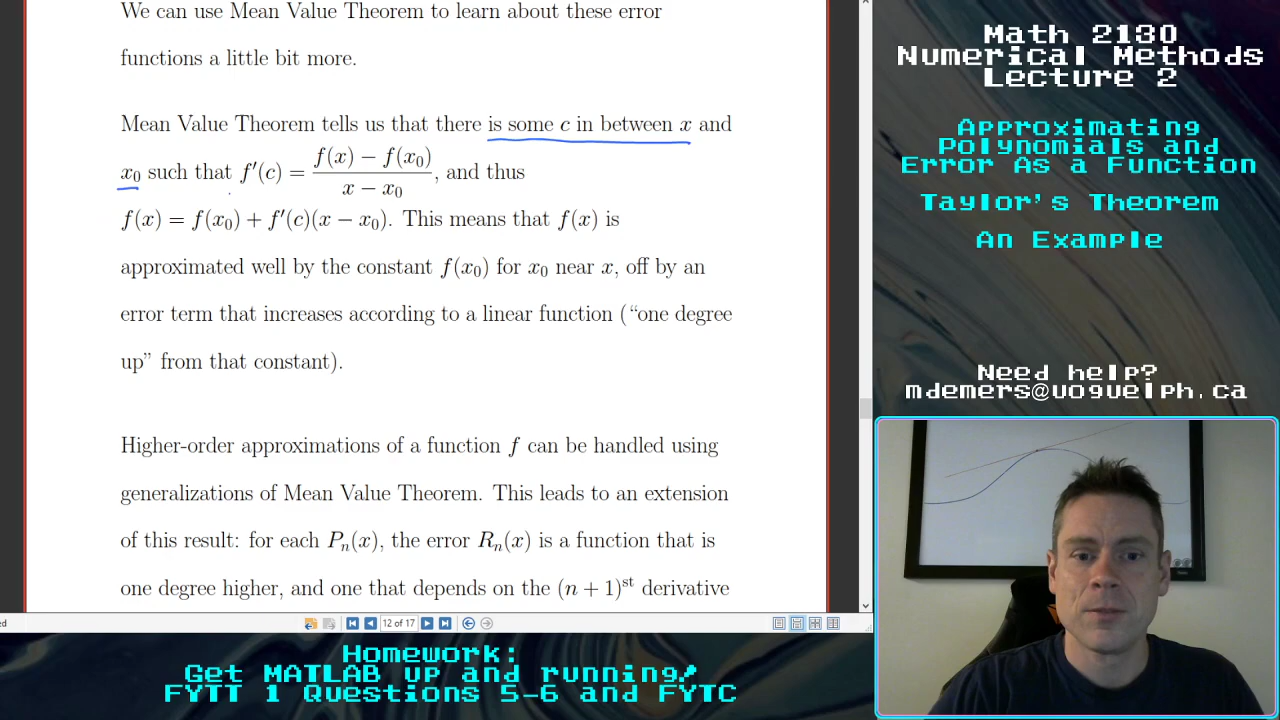 We can use Mean Value Theorem to learn about these error
functions a little bit more.
Mean Value Theorem tells us that there is some c in between x and
x₀ such that f′(c) = (f(x) − f(x₀))/(x − x₀), and thus
f(x) = f(x₀) + f′(c)(x − x₀). This means that f(x) is
approximated well by the constant f(x₀) for x₀ near x, off by an
error term that increases according to a linear function (“one degree
up” from that constant).
Higher-order approximations of a function f can be handled using
generalizations of Mean Value Theorem. This leads to an extension
of this result: for each Pₙ(x), the error Rₙ(x) is a function that is
one degree higher, and one that depends on the (n + 1)ˢᵗ derivative
12 of 17
Math 2130
Numerical Methods
Lecture 2
Approximating
Polynomials and
Error As a Function
Taylor's Theorem
An Example
Need help?
mdemers@uoguelph.ca
Homework:
Get MATLAB up and running!
FYTT 1 Questions 5-6 and FYTC